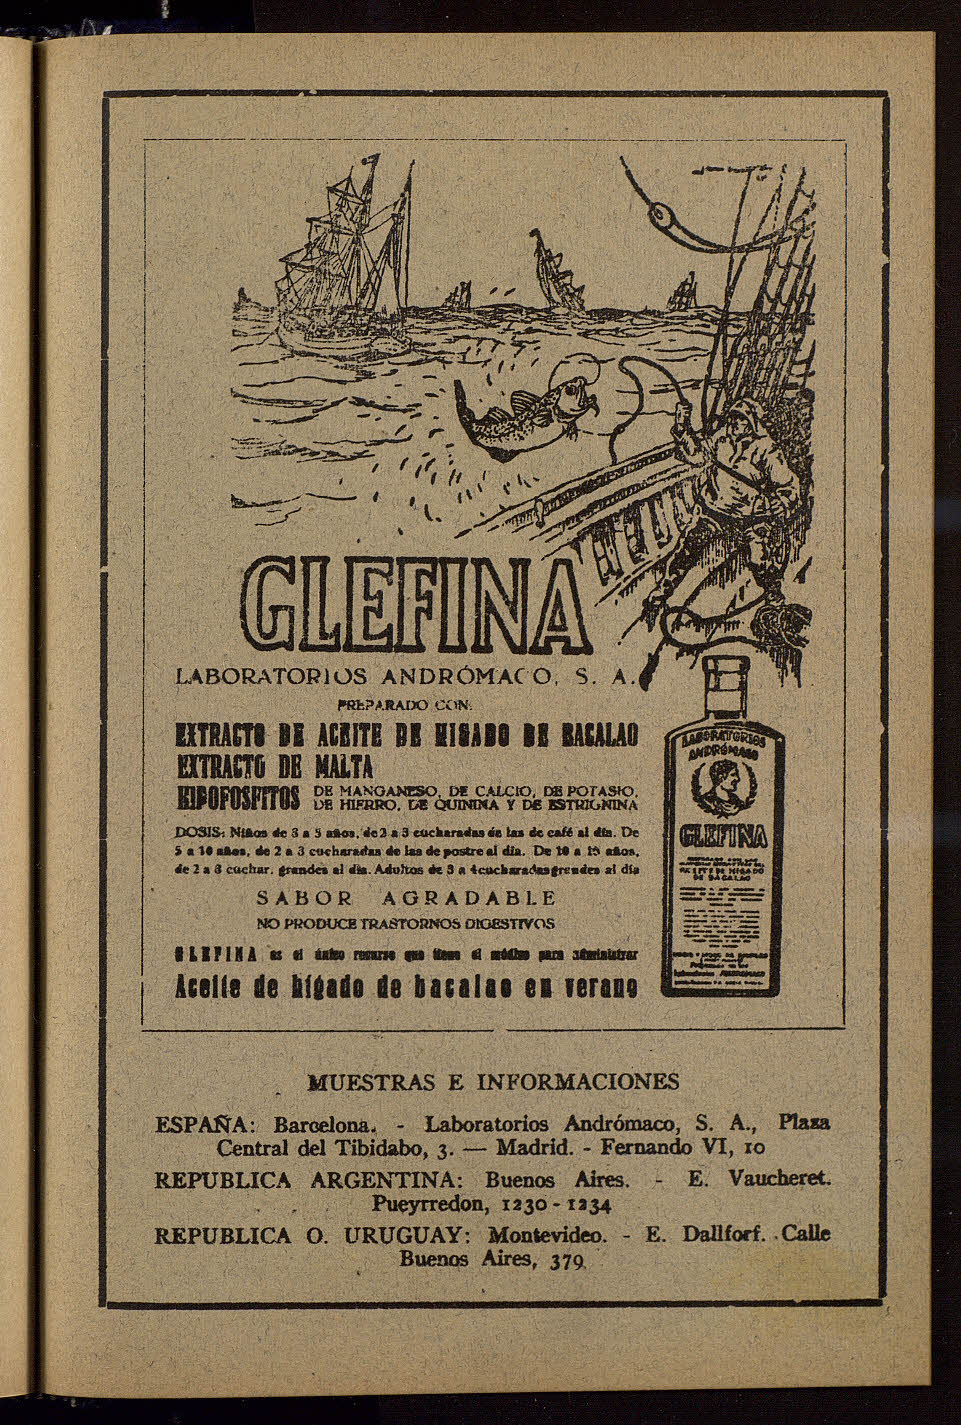 GLEFINA
LABORATORIOS ANDRÓMACO, S. A.
PREPARADO CON:
EXTRACTO DE ACEITE DE HIGADO DE BACALAO
EXTRACTO DE MALTA
HIPOFOSFITOS DE MANGANESO, DE CALCIO, DE POTASIO,
DE HIERRO, DE QUININA Y DE ESTRICNINA
DOSIS: Niños de 3 a 5 años, de 2 a 3 cucharadas de las de café al día. De
5 a 10 años, de 2 a 3 cucharadas de las de postre al día. De 10 a 15 años,
de 2 a 3 cuchar. grandes al día. Adultos de 3 a 4 cucharadas grandes al día
SABOR AGRADABLE
NO PRODUCE TRASTORNOS DIGESTIVOS
GLEFINA es el único recurso que tiene el médico para administrar
Aceite de hígado de bacalao en verano
LABORATORIOS
ANDRÓMACO
GLEFINA
ACEITE DE HIGADO
DE BACALAO
MUESTRAS E INFORMACIONES
ESPAÑA: Barcelona. - Laboratorios Andrómaco, S. A., Plaza
Central del Tibidabo, 3. — Madrid. - Fernando VI, 10
REPUBLICA ARGENTINA: Buenos Aires. - E. Vaucheret.
Pueyrredon, 1230 - 1234
REPUBLICA O. URUGUAY: Montevideo. - E. Dallforf. Calle
Buenos Aires, 379